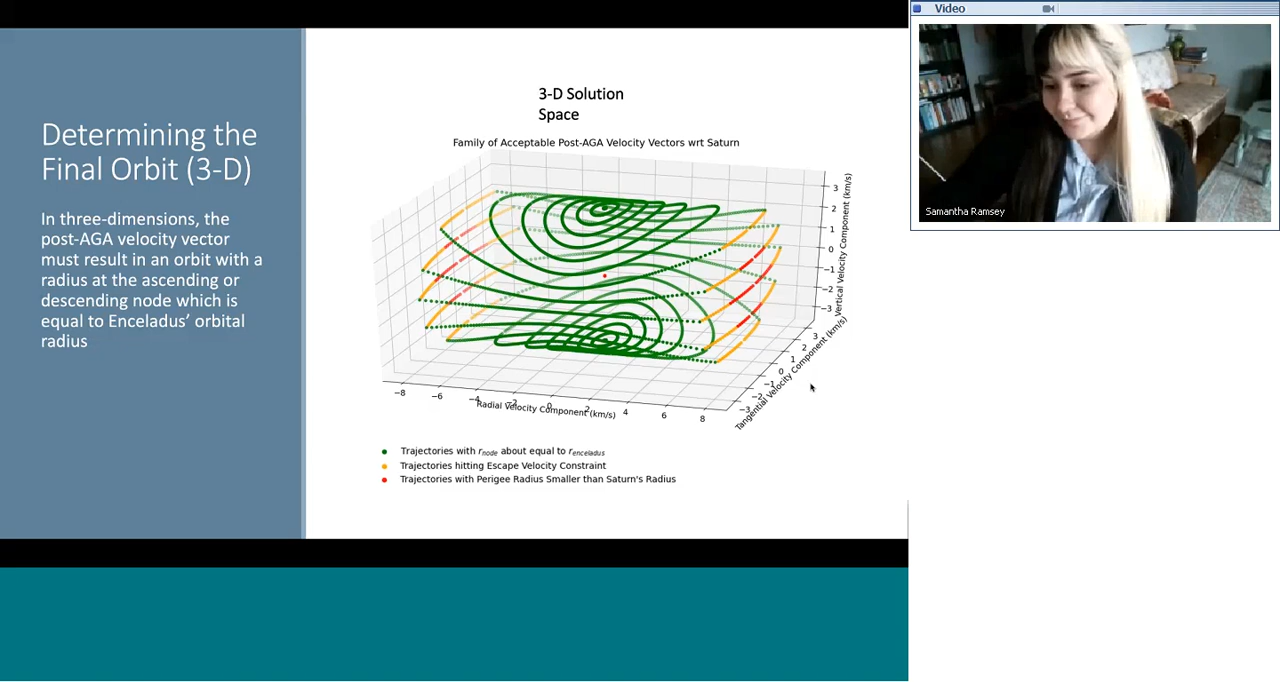 Video
Samantha Ramsey
Determining the
Final Orbit (3-D)
In three-dimensions, the
post-AGA velocity vector
must result in an orbit with a
radius at the ascending or
descending node which is
equal to Enceladus’ orbital
radius
3-D Solution
Space
Family of Acceptable Post-AGA Velocity Vectors wrt Saturn
3
2
1
0
−1
−2
−3
Vertical Velocity Component (km/s)
3
2
1
0
−1
−2
−3
Tangential Velocity Component (km/s)
−8 −6 −4 −2 0 2 4 6 8
Radial Velocity Component (km/s)
Trajectories with rnode about equal to renceladus
Trajectories hitting Escape Velocity Constraint
Trajectories with Perigee Radius Smaller than Saturn's Radius